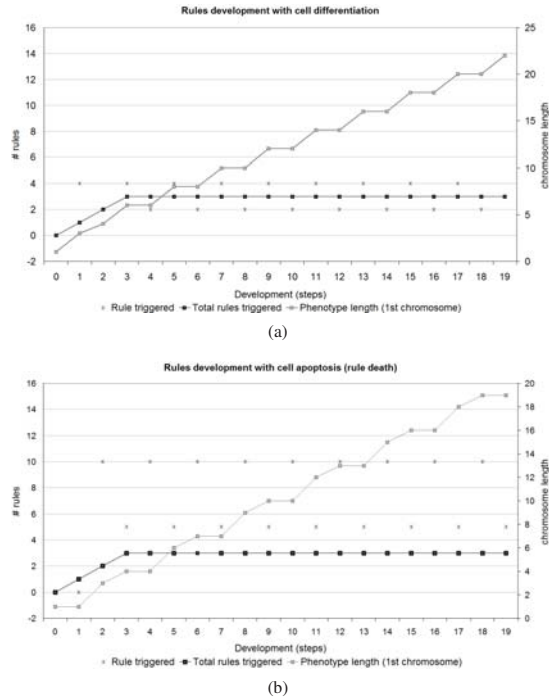 Rules development with cell differentiation
16 25
14
12 20
10
8 15
6 10
4
2 5
0
-2 0
# rules
chromosome length
0 1 2 3 4 5 6 7 8 9 10 11 12 13 14 15 16 17 18 19
Development (steps)
Rule triggered Total rules triggered Phenotype length (1st chromosome)
(a)
Rules development with cell apoptosis (rule death)
16 20
14 18
12 16
14
10 12
8 10
6 8
4 6
2 4
0 2
-2 0
# rules
chromosome length
0 1 2 3 4 5 6 7 8 9 10 11 12 13 14 15 16 17 18 19
Development (steps)
Rule triggered Total rules triggered Phenotype length (1st chromosome)
(b)